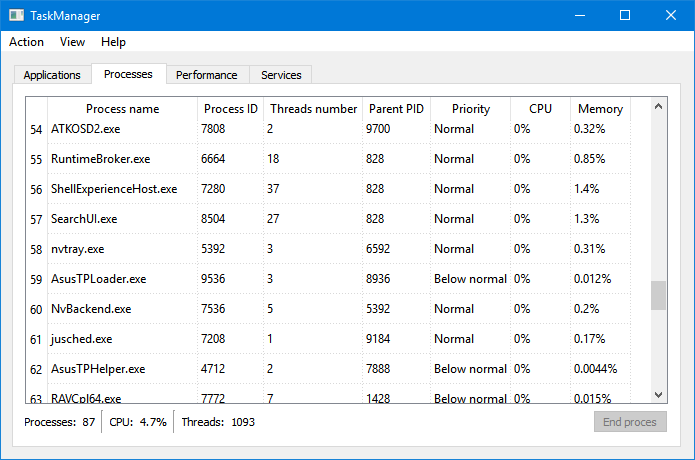 TaskManager
Action View Help
Applications Processes Performance Services
Process name Process ID Threads number Parent PID Priority CPU Memory
54 ATKOSD2.exe 7808 2 9700 Normal 0% 0.32%
55 RuntimeBroker.exe 6664 18 828 Normal 0% 0.85%
56 ShellExperienceHost.exe 7280 37 828 Normal 0% 1.4%
57 SearchUI.exe 8504 27 828 Normal 0% 1.3%
58 nvtray.exe 5392 3 6592 Normal 0% 0.31%
59 AsusTPLoader.exe 9536 3 8936 Below normal 0% 0.012%
60 NvBackend.exe 7536 5 5392 Normal 0% 0.2%
61 jusched.exe 7208 1 9184 Normal 0% 0.17%
62 AsusTPHelper.exe 4712 2 7888 Below normal 0% 0.0044%
63 RAVCpl64.exe 7772 7 1428 Below normal 0% 0.015%
Processes: 87 CPU: 4.7% Threads: 1093 End proces